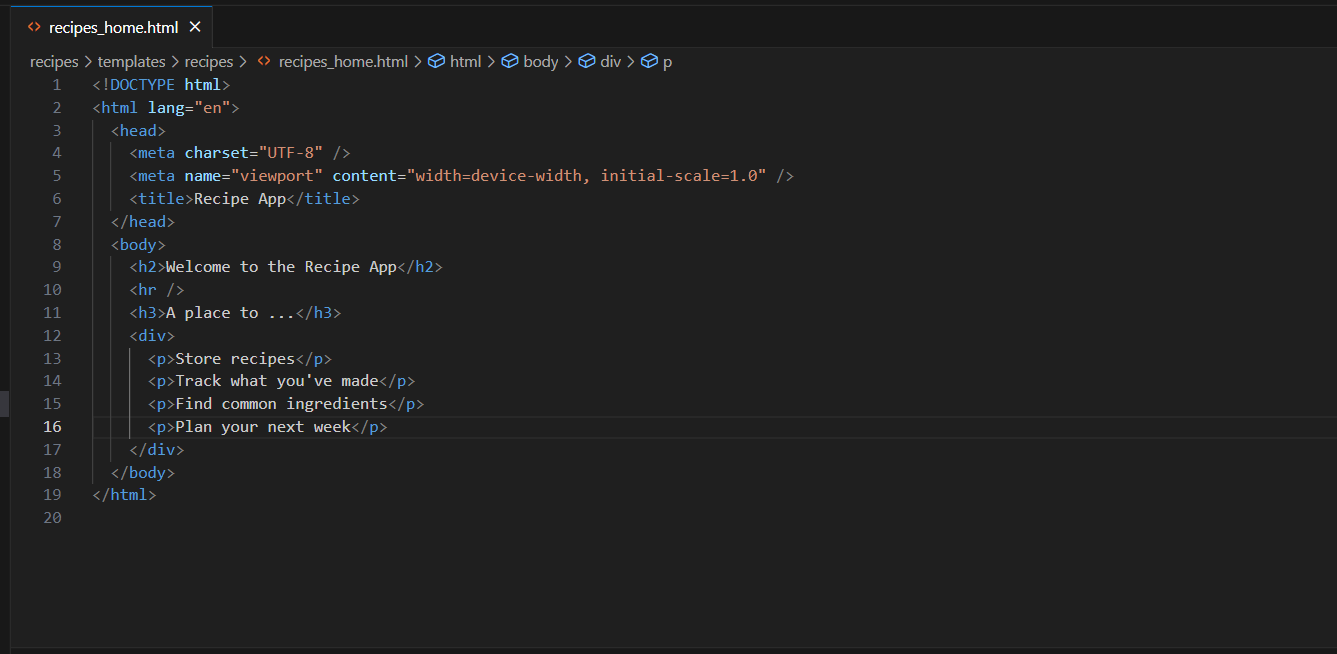 recipes_home.html
recipes > templates > recipes > recipes_home.html > html > body > div > p
1 <!DOCTYPE html>
2 <html lang="en">
3   <head>
4     <meta charset="UTF-8" />
5     <meta name="viewport" content="width=device-width, initial-scale=1.0" />
6     <title>Recipe App</title>
7   </head>
8   <body>
9     <h2>Welcome to the Recipe App</h2>
10     <hr />
11     <h3>A place to ...</h3>
12     <div>
13       <p>Store recipes</p>
14       <p>Track what you've made</p>
15       <p>Find common ingredients</p>
16       <p>Plan your next week</p>
17     </div>
18   </body>
19 </html>
20